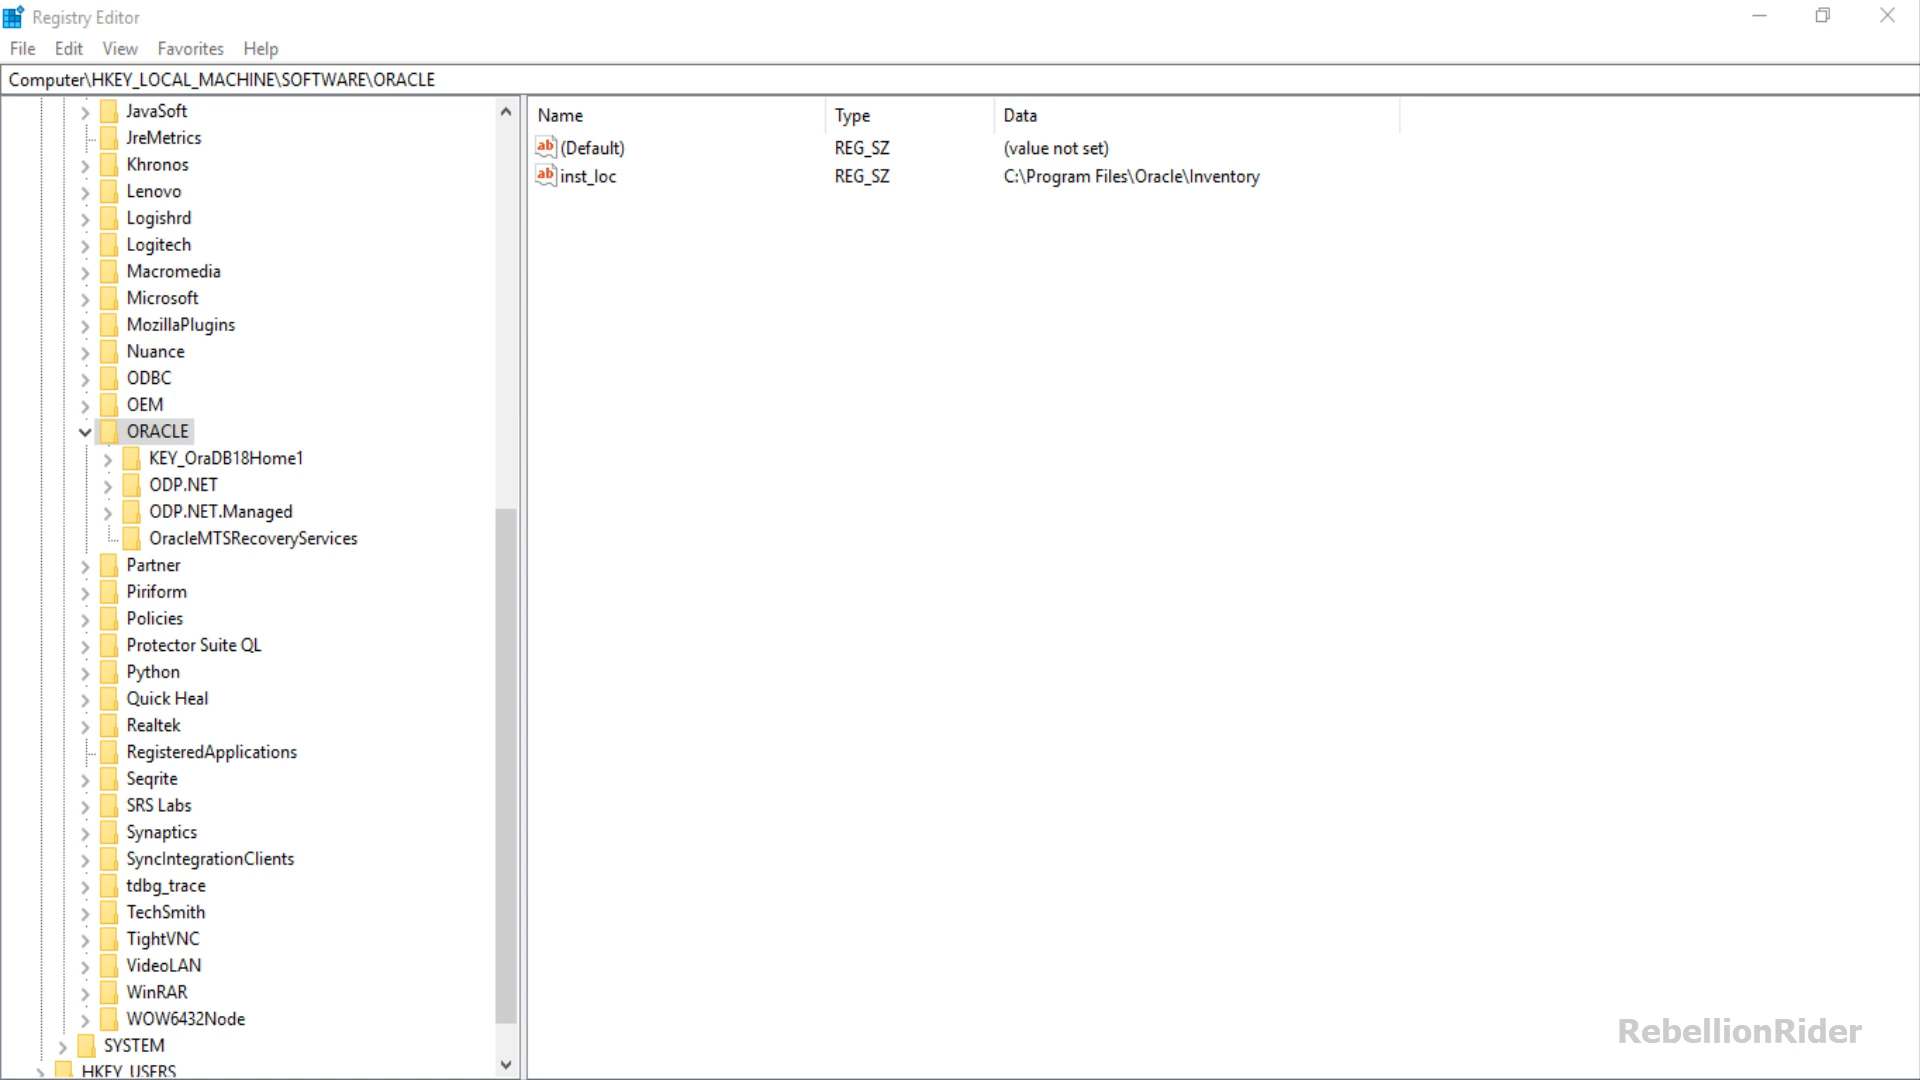 Registry Editor
File Edit View Favorites Help
Computer\HKEY_LOCAL_MACHINE\SOFTWARE\ORACLE
JavaSoft
JreMetrics
Khronos
Lenovo
Logishrd
Logitech
Macromedia
Microsoft
MozillaPlugins
Nuance
ODBC
OEM
ORACLE
KEY_OraDB18Home1
ODP.NET
ODP.NET.Managed
OracleMTSRecoveryServices
Partner
Piriform
Policies
Protector Suite QL
Python
Quick Heal
Realtek
RegisteredApplications
Seqrite
SRS Labs
Synaptics
SyncIntegrationClients
tdbg_trace
TechSmith
TightVNC
VideoLAN
WinRAR
WOW6432Node
SYSTEM
HKEY_USERS
Name Type Data
ab (Default) REG_SZ (value not set)
ab inst_loc REG_SZ C:\Program Files\Oracle\Inventory
RebellionRider